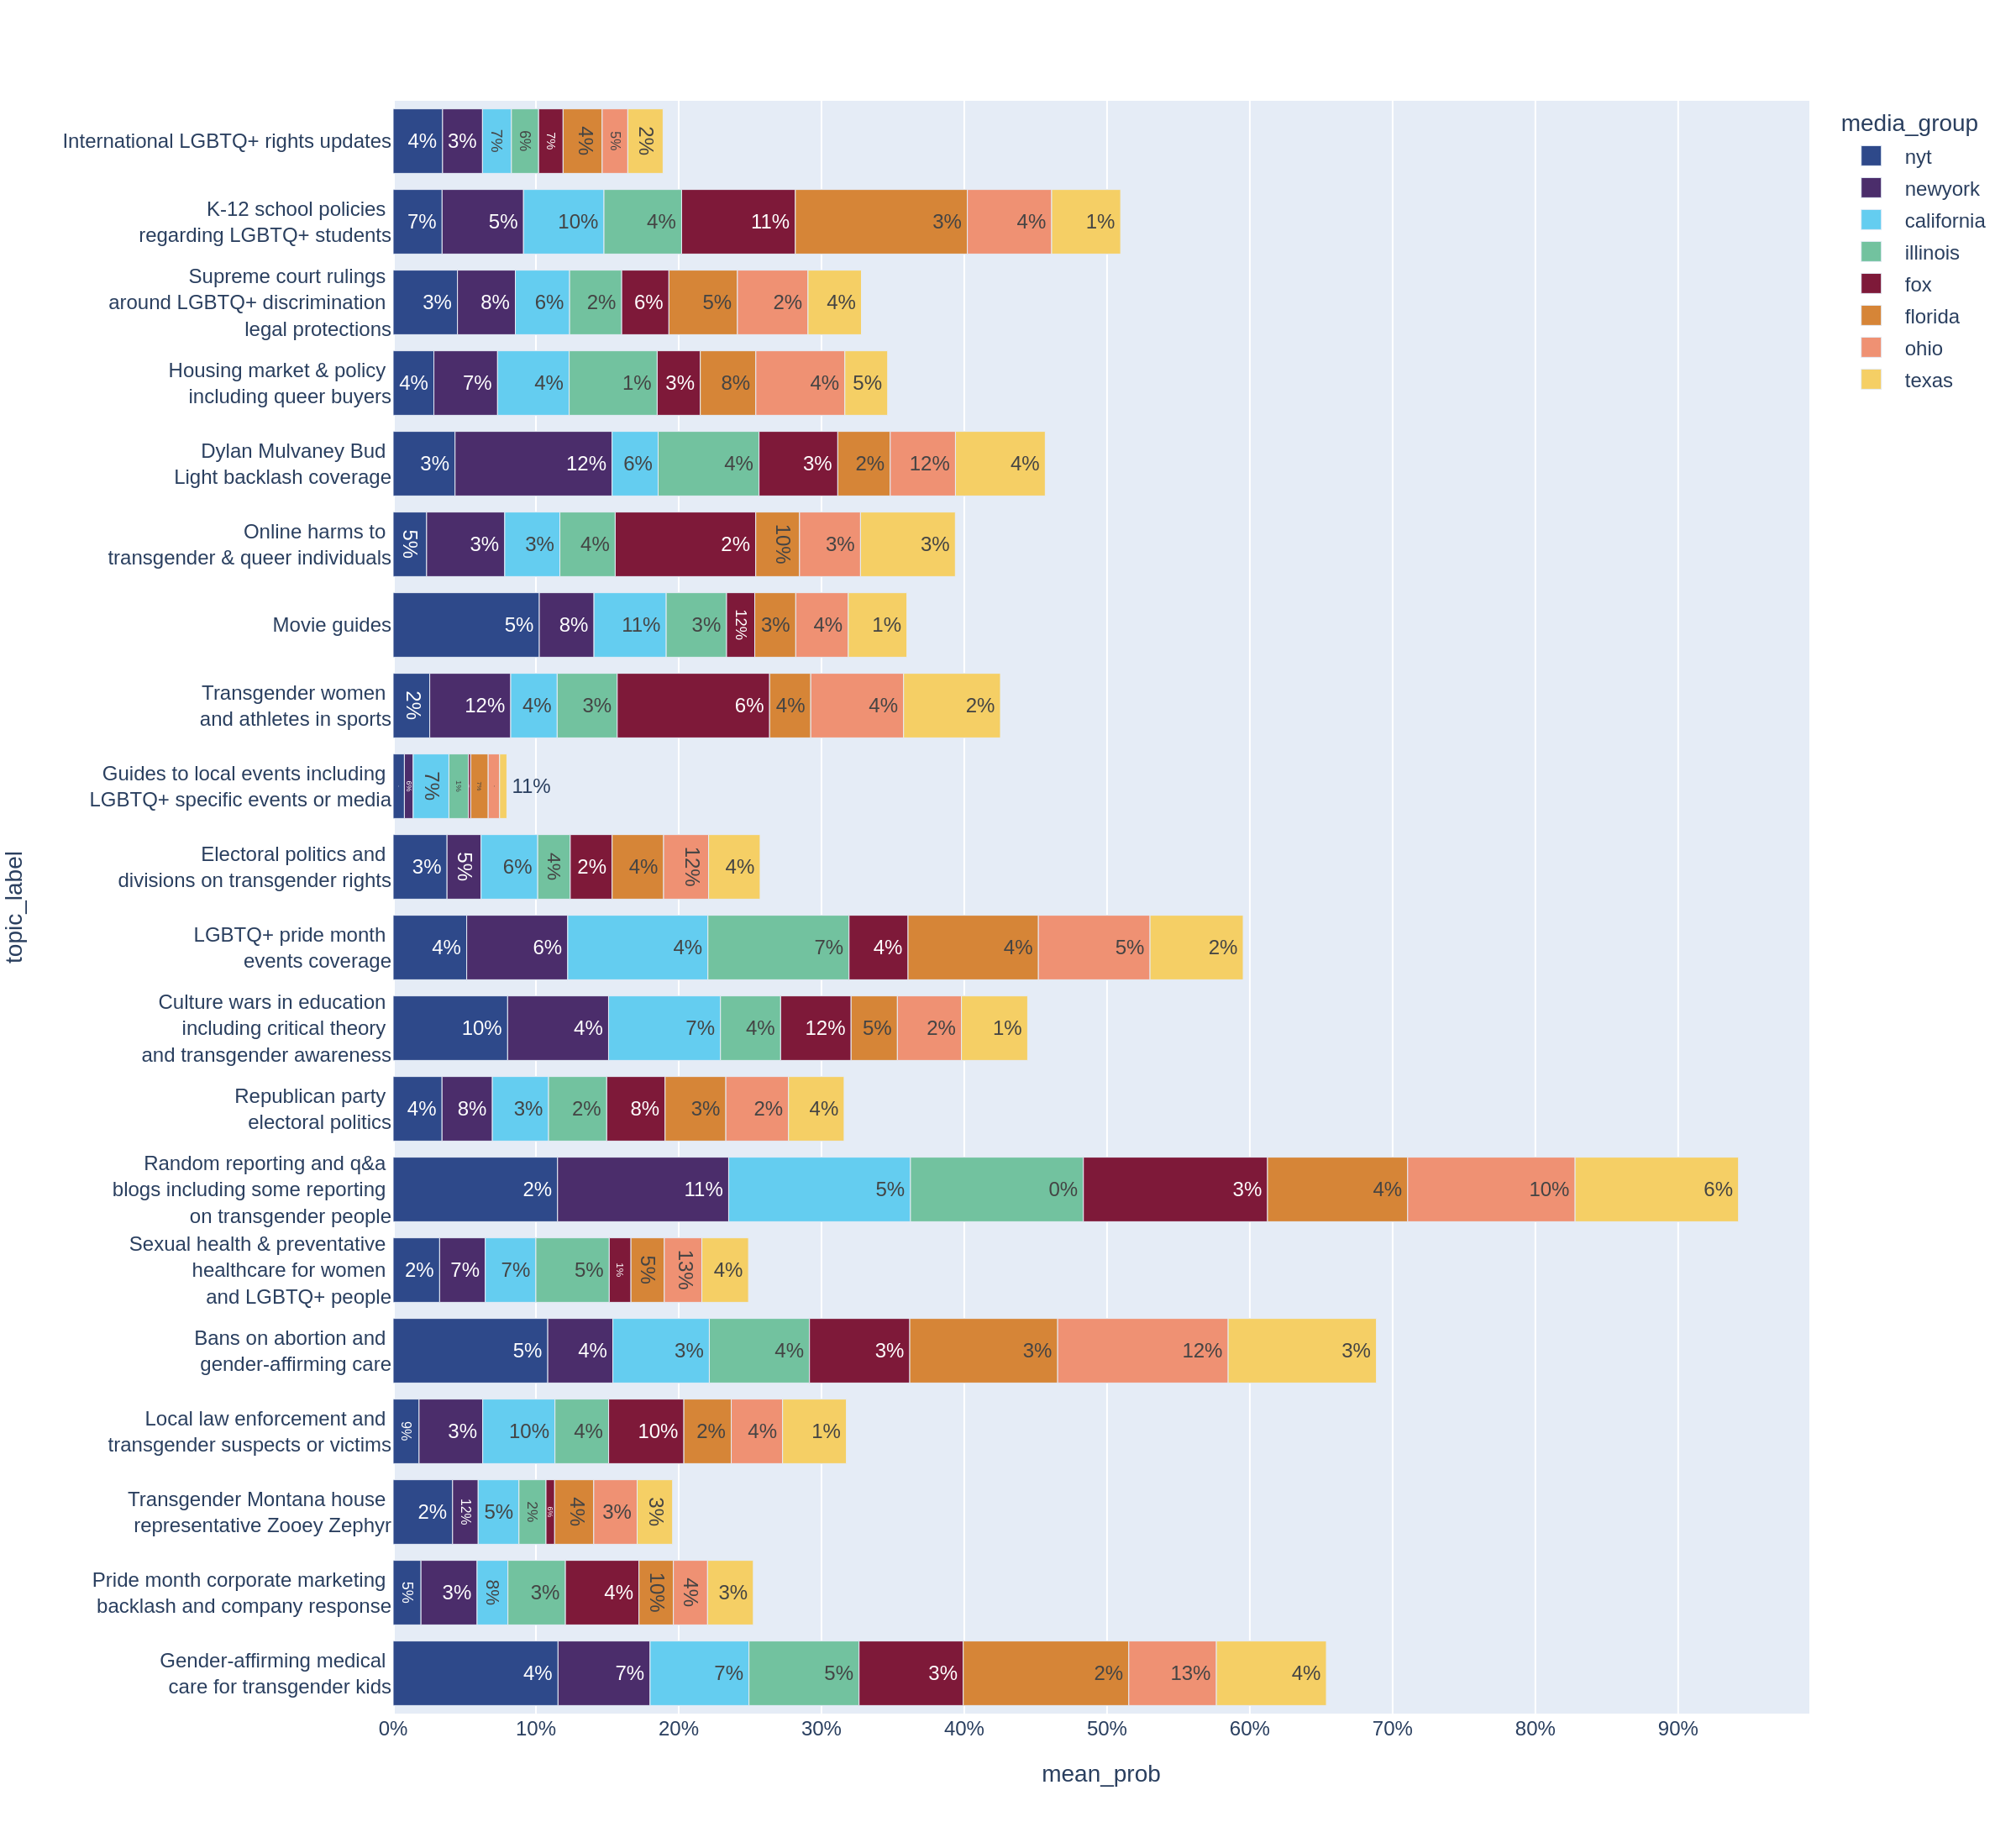 International LGBTQ+ rights updates
4% 3% 7% 6% 7% 4% 5% 2%
K-12 school policies
regarding LGBTQ+ students
7% 5% 10% 4% 11% 3% 4% 1%
Supreme court rulings
around LGBTQ+ discrimination
legal protections
3% 8% 6% 2% 6% 5% 2% 4%
Housing market & policy
including queer buyers
4% 7% 4% 1% 3% 8% 4% 5%
Dylan Mulvaney Bud
Light backlash coverage
3% 12% 6% 4% 3% 2% 12% 4%
Online harms to
transgender & queer individuals
5% 3% 3% 4% 2% 10% 3% 3%
Movie guides
5% 8% 11% 3% 12% 3% 4% 1%
Transgender women
and athletes in sports
2% 12% 4% 3% 6% 4% 4% 2%
Guides to local events including
LGBTQ+ specific events or media
6% 7% 1% 7% 11%
Electoral politics and
divisions on transgender rights
3% 5% 6% 4% 2% 4% 12% 4%
LGBTQ+ pride month
events coverage
4% 6% 4% 7% 4% 4% 5% 2%
Culture wars in education
including critical theory
and transgender awareness
10% 4% 7% 4% 12% 5% 2% 1%
Republican party
electoral politics
4% 8% 3% 2% 8% 3% 2% 4%
Random reporting and q&a
blogs including some reporting
on transgender people
2% 11% 5% 0% 3% 4% 10% 6%
Sexual health & preventative
healthcare for women
and LGBTQ+ people
2% 7% 7% 5% 1% 5% 13% 4%
Bans on abortion and
gender-affirming care
5% 4% 3% 4% 3% 3% 12% 3%
Local law enforcement and
transgender suspects or victims
9% 3% 10% 4% 10% 2% 4% 1%
Transgender Montana house
representative Zooey Zephyr
2% 12% 5% 2% 6% 4% 3% 3%
Pride month corporate marketing
backlash and company response
5% 3% 8% 3% 4% 10% 4% 3%
Gender-affirming medical
care for transgender kids
4% 7% 7% 5% 3% 2% 13% 4%
0% 10% 20% 30% 40% 50% 60% 70% 80% 90%
mean_prob
topic_label
media_group
nyt
newyork
california
illinois
fox
florida
ohio
texas